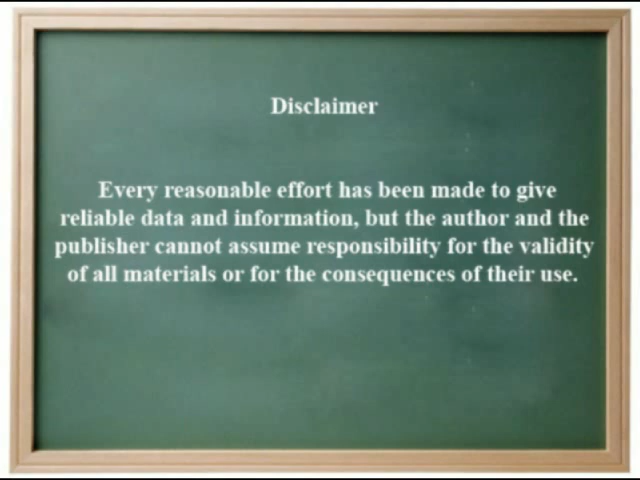 Disclaimer
Every reasonable effort has been made to give
reliable data and information, but the author and the
publisher cannot assume responsibility for the validity
of all materials or for the consequences of their use.